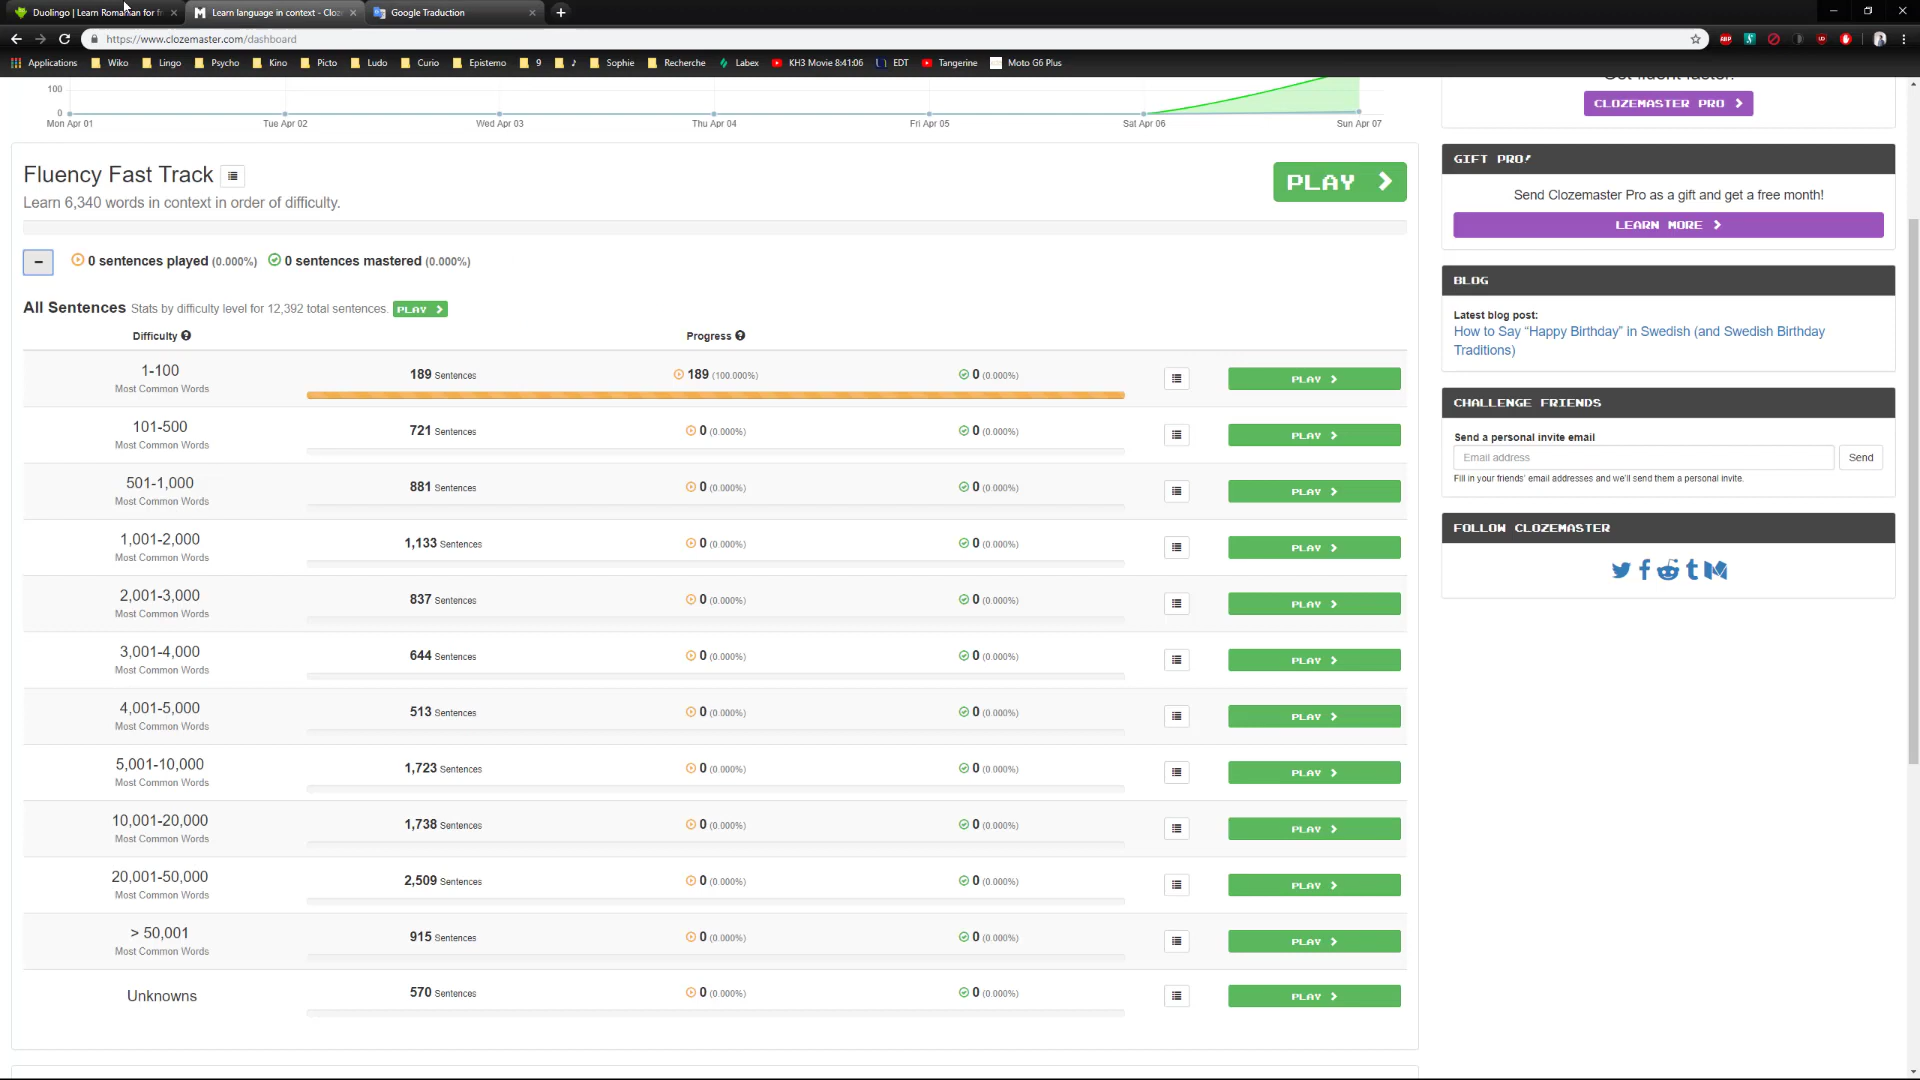 Duolingo | Learn Romanian for fr
Learn language in context - Cloz
Google Traduction
https://www.clozemaster.com/dashboard
Applications Wiko Lingo Psycho Kino Picto Ludo Curio Epistemo 9 ♪ Sophie Recherche Labex KH3 Movie 8:41:06 EDT Tangerine Moto G6 Plus
100
0
Mon Apr 01 Tue Apr 02 Wed Apr 03 Thu Apr 04 Fri Apr 05 Sat Apr 06 Sun Apr 07
Fluency Fast Track
PLAY
Learn 6,340 words in context in order of difficulty.
0 sentences played (0.000%) 0 sentences mastered (0.000%)
All Sentences Stats by difficulty level for 12,392 total sentences. PLAY
Difficulty Progress
1-100 189 Sentences 189 (100.000%) 0 (0.000%) PLAY
Most Common Words
101-500 721 Sentences 0 (0.000%) 0 (0.000%) PLAY
Most Common Words
501-1,000 881 Sentences 0 (0.000%) 0 (0.000%) PLAY
Most Common Words
1,001-2,000 1,133 Sentences 0 (0.000%) 0 (0.000%) PLAY
Most Common Words
2,001-3,000 837 Sentences 0 (0.000%) 0 (0.000%) PLAY
Most Common Words
3,001-4,000 644 Sentences 0 (0.000%) 0 (0.000%) PLAY
Most Common Words
4,001-5,000 513 Sentences 0 (0.000%) 0 (0.000%) PLAY
Most Common Words
5,001-10,000 1,723 Sentences 0 (0.000%) 0 (0.000%) PLAY
Most Common Words
10,001-20,000 1,738 Sentences 0 (0.000%) 0 (0.000%) PLAY
Most Common Words
20,001-50,000 2,509 Sentences 0 (0.000%) 0 (0.000%) PLAY
Most Common Words
> 50,001 915 Sentences 0 (0.000%) 0 (0.000%) PLAY
Most Common Words
Unknowns 570 Sentences 0 (0.000%) 0 (0.000%) PLAY
Get fluent faster.
CLOZEMASTER PRO
GIFT PRO!
Send Clozemaster Pro as a gift and get a free month!
LEARN MORE
BLOG
Latest blog post:
How to Say “Happy Birthday” in Swedish (and Swedish Birthday
Traditions)
CHALLENGE FRIENDS
Send a personal invite email
Email address Send
Fill in your friends' email addresses and we'll send them a personal invite.
FOLLOW CLOZEMASTER